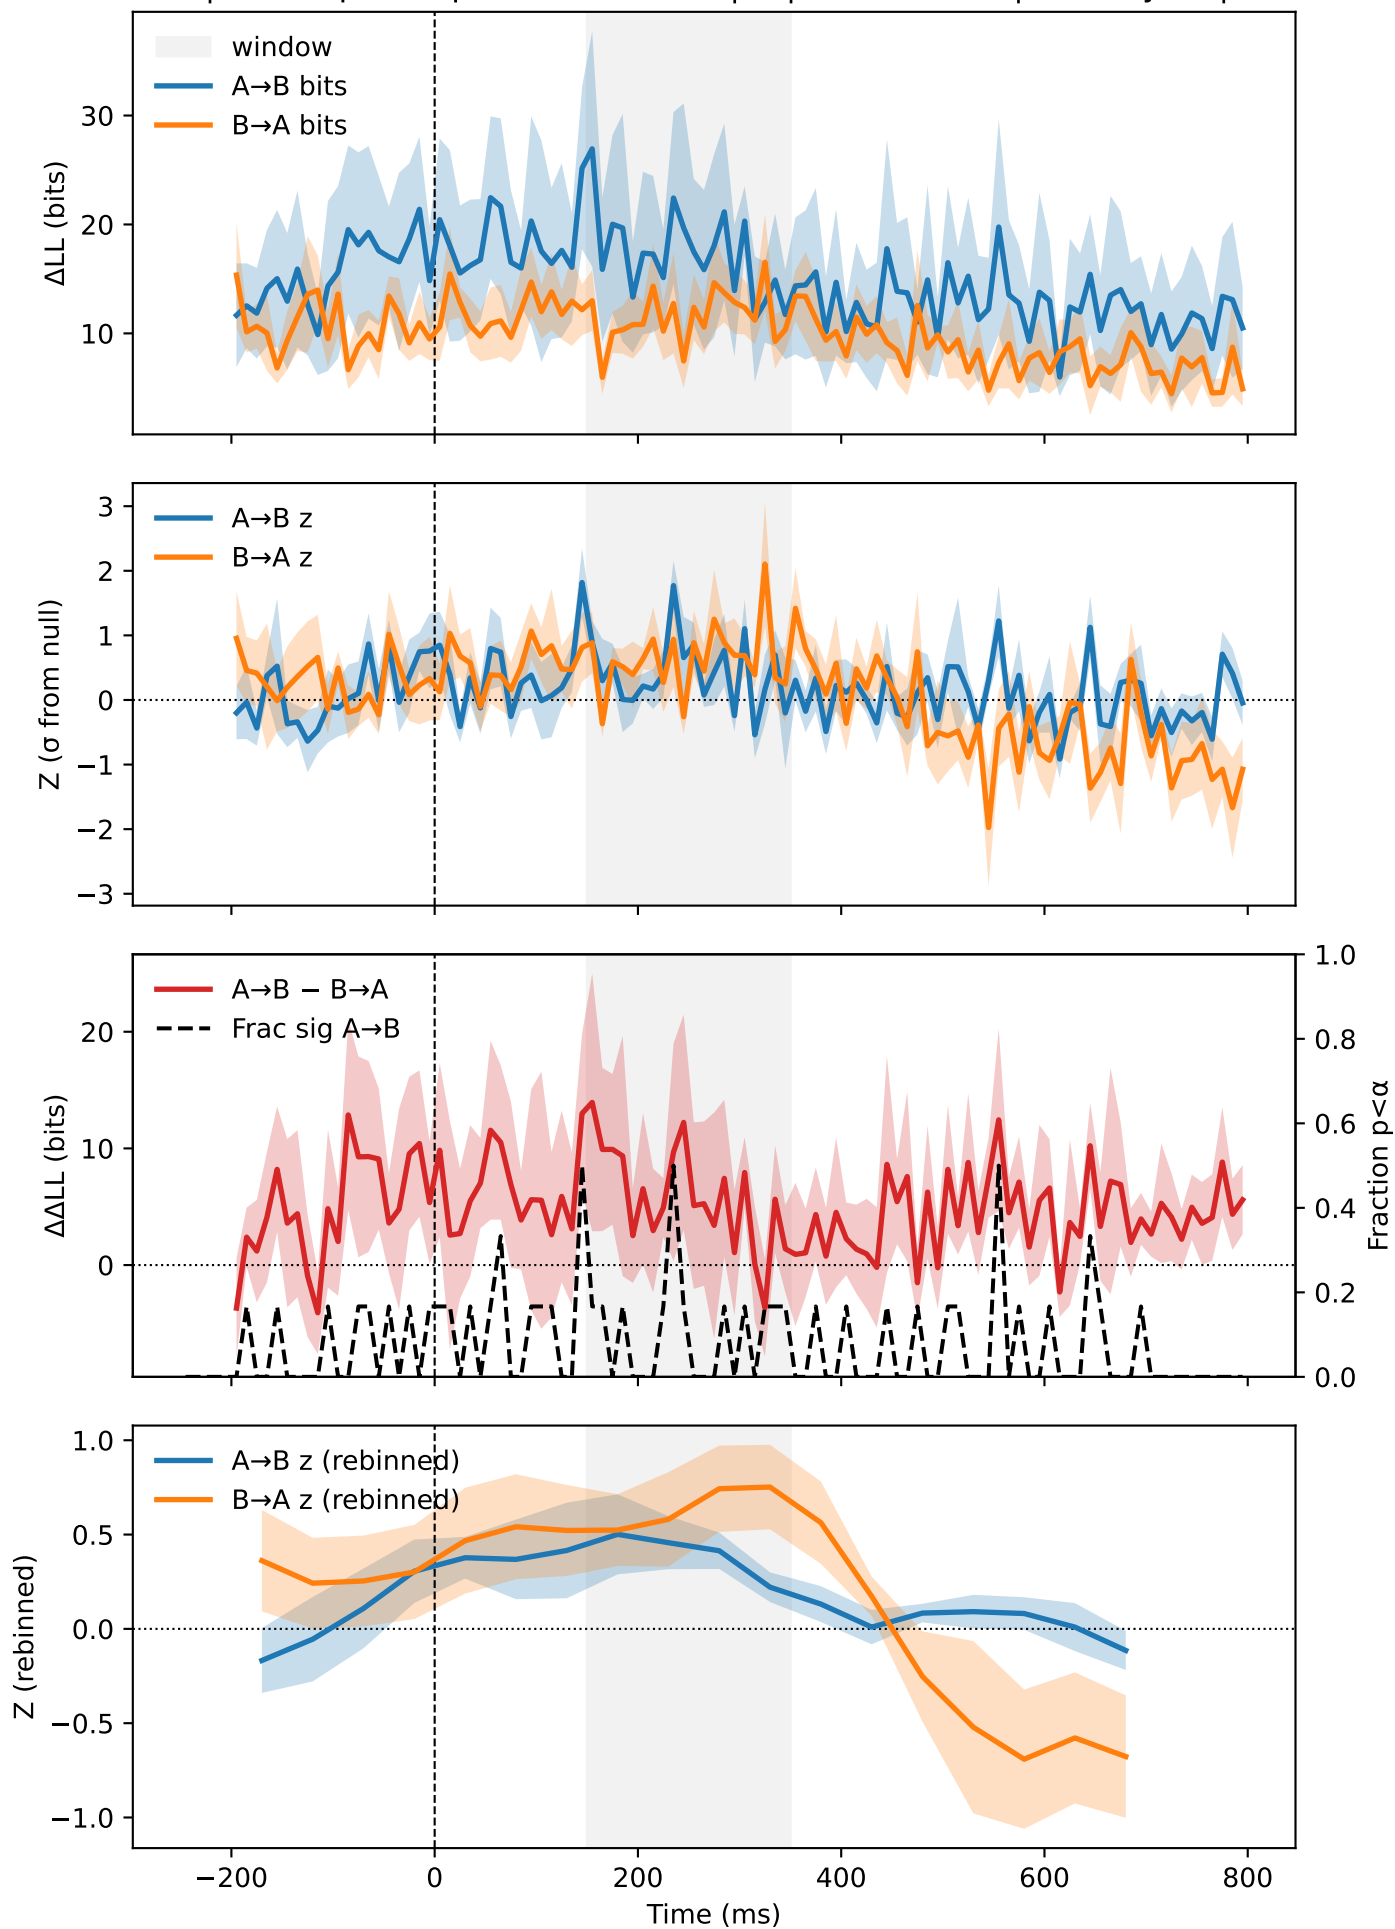 window
A→B bits
B→A bits
30
20
10
ΔLL (bits)
A→B z
B→A z
3
2
1
0
−1
−2
−3
Z (σ from null)
A→B − B→A
Frac sig A→B
20
10
0
ΔΔLL (bits)
1.0
0.8
0.6
0.4
0.2
0.0
Fraction p<α
A→B z (rebinned)
B→A z (rebinned)
1.0
0.5
0.0
−0.5
−1.0
Z (rebinned)
−200 0 200 400 600 800
Time (ms)